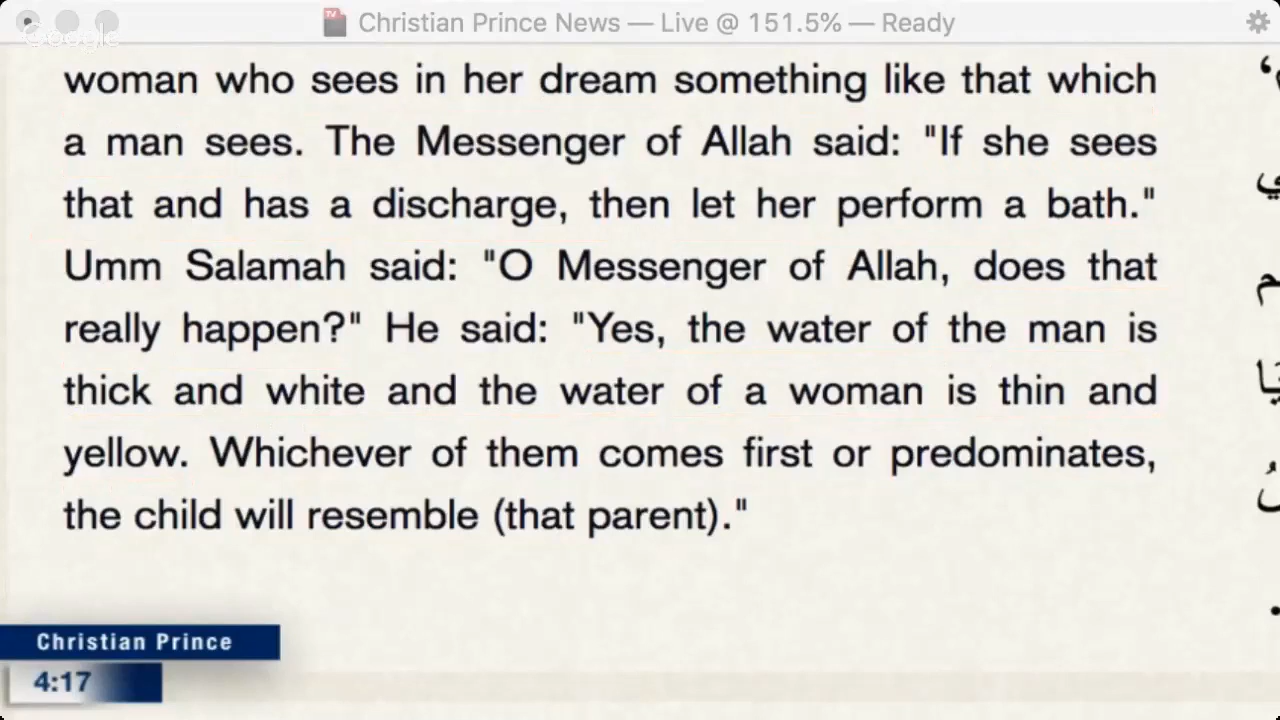 Google
TV
Christian Prince News — Live @ 151.5% — Ready
woman who sees in her dream something like that which
a man sees. The Messenger of Allah said: "If she sees
that and has a discharge, then let her perform a bath."
Umm Salamah said: "O Messenger of Allah, does that
really happen?" He said: "Yes, the water of the man is
thick and white and the water of a woman is thin and
yellow. Whichever of them comes first or predominates,
the child will resemble (that parent)."
Christian Prince
4:17